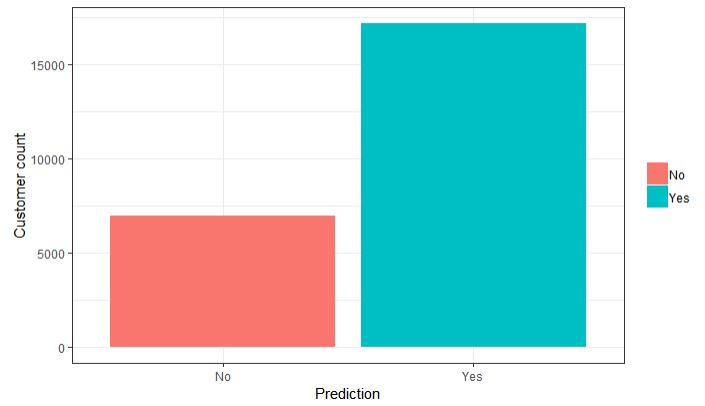 Customer count
15000
10000
5000
0
No
Yes
Prediction
No
Yes